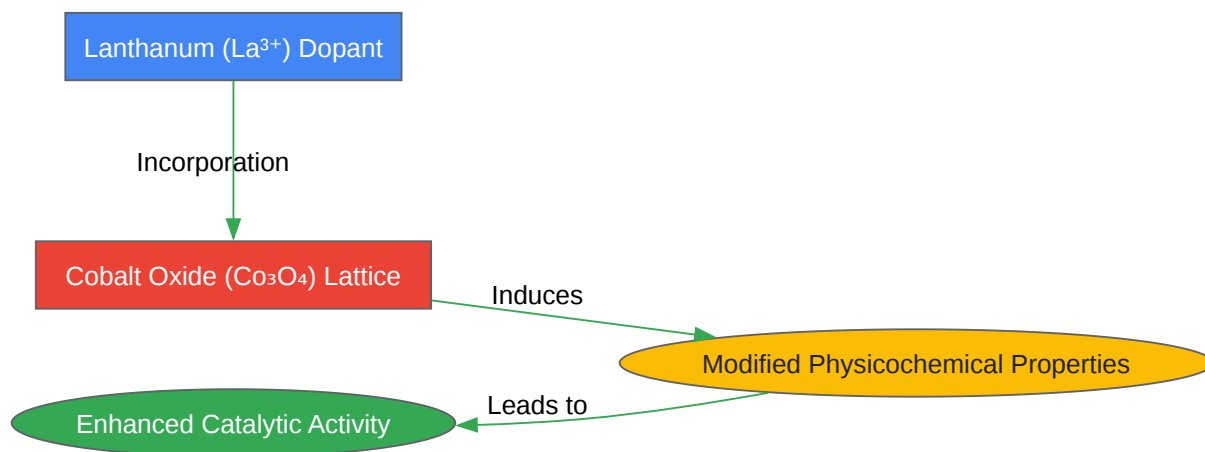 Lanthanum (La³⁺) Dopant
Incorporation
Cobalt Oxide (Co₃O₄) Lattice
Induces
Modified Physicochemical Properties
Leads to
Enhanced Catalytic Activity